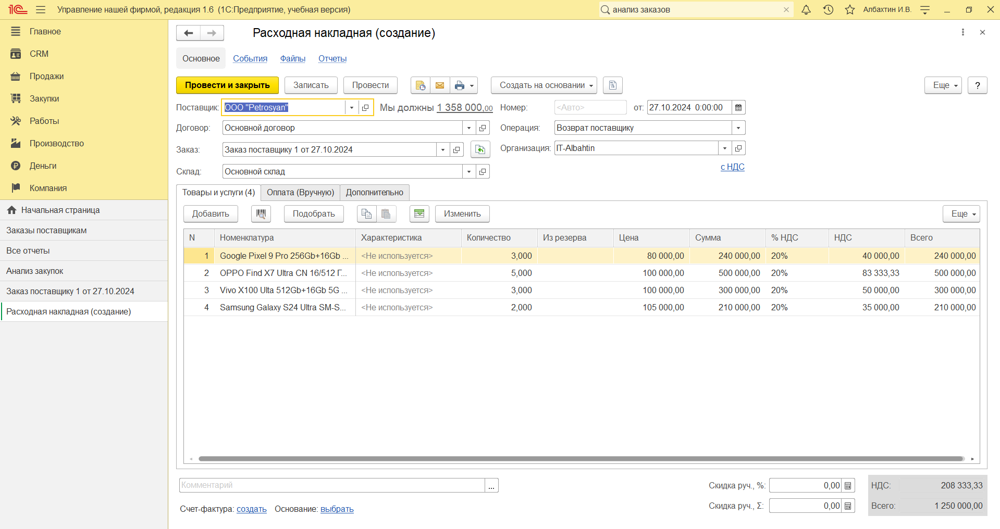 1С Управление нашей фирмой, редакция 1.6 (1С:Предприятие, учебная версия) анализ заказов Албахтин И.В.
Главное
CRM
Продажи
Закупки
Работы
Производство
Деньги
Компания
Начальная страница
Заказы поставщикам
Все отчеты
Анализ закупок
Заказ поставщику 1 от 27.10.2024
Расходная накладная (создание)
Расходная накладная (создание)
Основное События Файлы Отчеты
Провести и закрыть Записать Провести Создать на основании Еще ?
Поставщик: ООО "Petrosyan" Мы должны 1 358 000,00 Номер: <Авто> от: 27.10.2024 0:00:00
Договор: Основной договор Операция: Возврат поставщику
Заказ: Заказ поставщику 1 от 27.10.2024 Организация: IT-Albahtin
Склад: Основной склад с НДС
Товары и услуги (4) Оплата (Вручную) Дополнительно
Добавить Подобрать Изменить Еще
N Номенклатура Характеристика Количество Из резерва Цена Сумма % НДС НДС Всего
1 Google Pixel 9 Pro 256Gb+16Gb ... <Не используется> 3,000 80 000,00 240 000,00 20% 40 000,00 240 000,00
2 OPPO Find X7 Ultra CN 16/512 Г... <Не используется> 5,000 100 000,00 500 000,00 20% 83 333,33 500 000,00
3 Vivo X100 Ulta 512Gb+16Gb 5G ... <Не используется> 3,000 100 000,00 300 000,00 20% 50 000,00 300 000,00
4 Samsung Galaxy S24 Ultra SM-S... <Не используется> 2,000 105 000,00 210 000,00 20% 35 000,00 210 000,00
Комментарий ... Скидка руч., %: 0,00 НДС: 208 333,33
Счет-фактура: создать Основание: выбрать Скидка руч., Σ: 0,00 Всего: 1 250 000,00